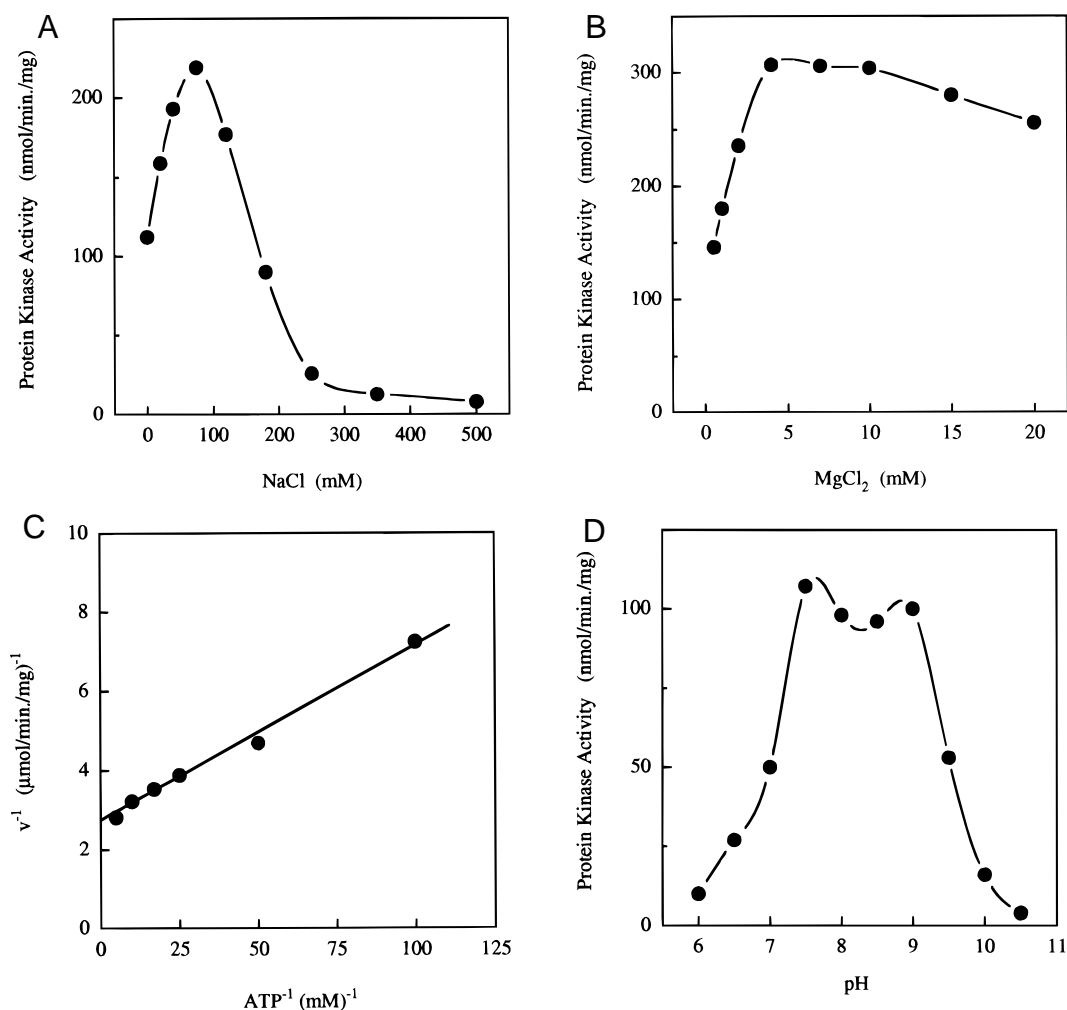 A
Protein Kinase Activity (nmol/min./mg)
200
100
0
0 100 200 300 400 500
NaCl (mM)
B
Protein Kinase Activity (nmol/min./mg)
300
200
100
0
0 5 10 15 20
MgCl₂ (mM)
C
v⁻¹ (μmol/min./mg)⁻¹
10
8
6
4
2
0
0 25 50 75 100 125
ATP⁻¹ (mM)⁻¹
D
Protein Kinase Activity (nmol/min./mg)
100
50
0
6 7 8 9 10 11
pH